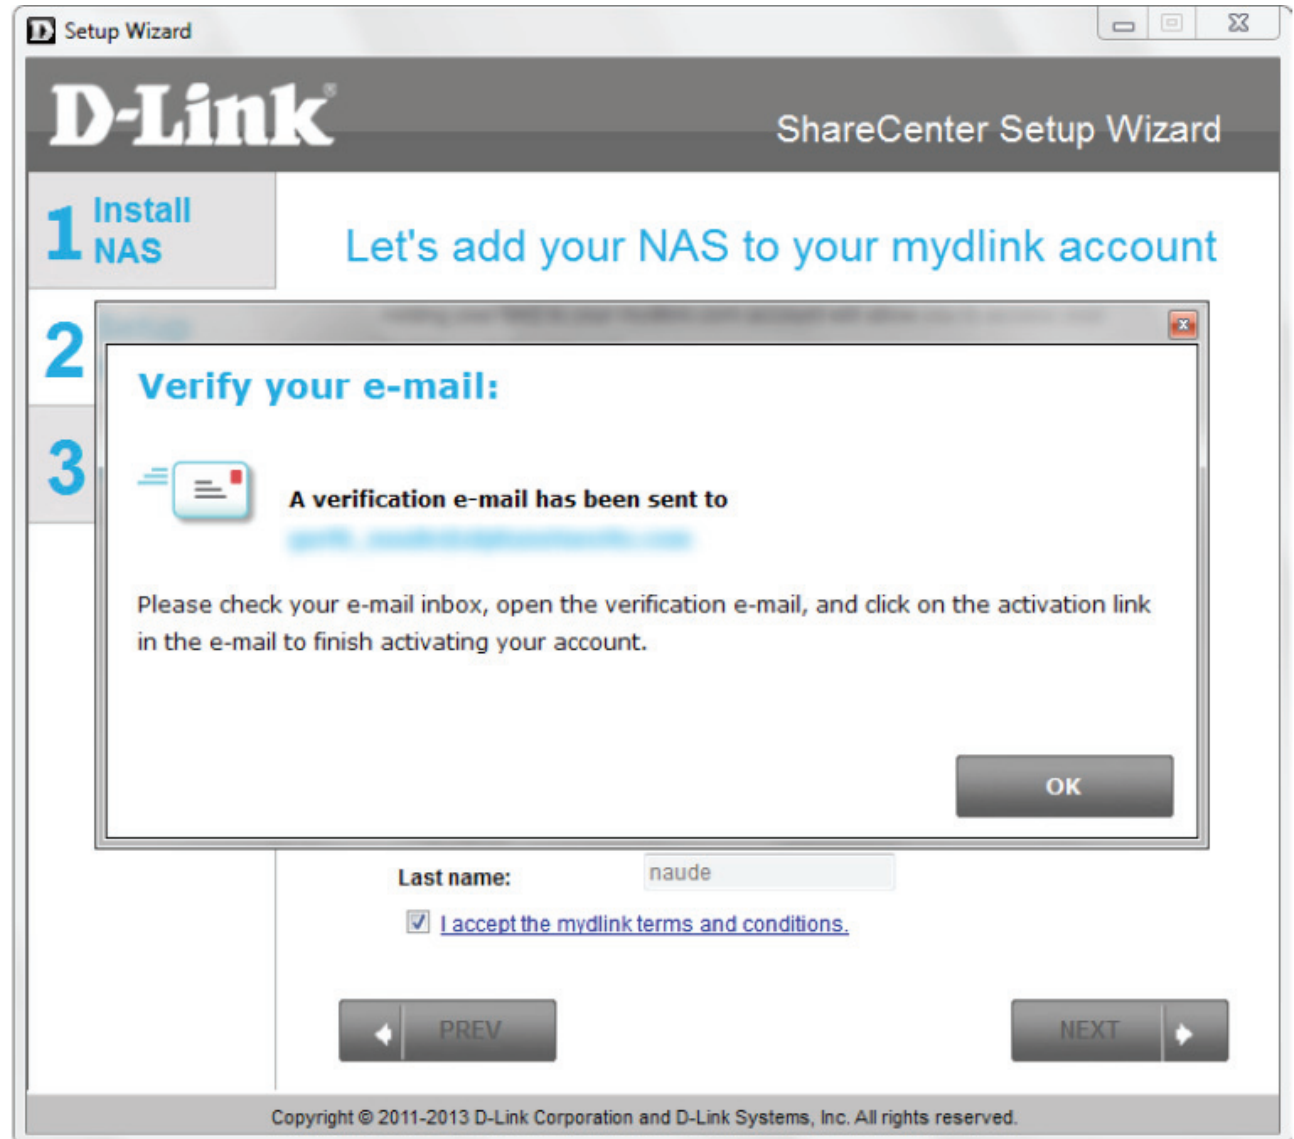 Setup Wizard
D-Link®
ShareCenter Setup Wizard
1 Install
NAS
Let's add your NAS to your mydlink account
2
3
Verify your e-mail:
A verification e-mail has been sent to
Please check your e-mail inbox, open the verification e-mail, and click on the activation link
in the e-mail to finish activating your account.
OK
Last name: naude
I accept the mydlink terms and conditions.
PREV
NEXT
Copyright © 2011-2013 D-Link Corporation and D-Link Systems, Inc. All rights reserved.